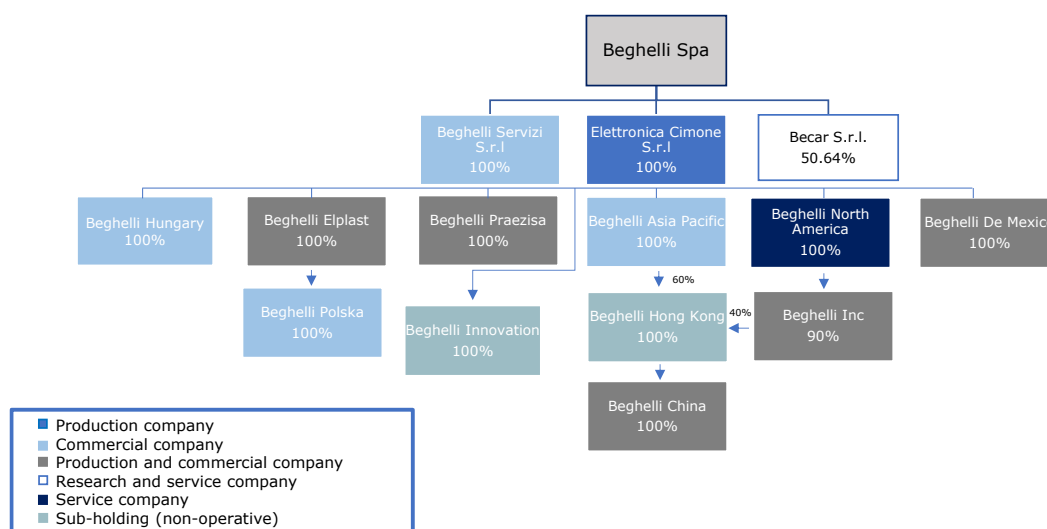 Beghelli Spa
Beghelli Servizi
S.r.l
100%
Elettronica Cimone
S.r.l
100%
Becar S.r.l.
50.64%
Beghelli Hungary
100%
Beghelli Elplast
100%
Beghelli Praezisa
100%
Beghelli Asia Pacific
100%
Beghelli North
America
100%
Beghelli De Mexico
100%
60%
Beghelli Polska
100%
Beghelli Innovation
100%
Beghelli Hong Kong
100%
40%
Beghelli Inc
90%
Beghelli China
100%
Production company
Commercial company
Production and commercial company
Research and service company
Service company
Sub-holding (non-operative)